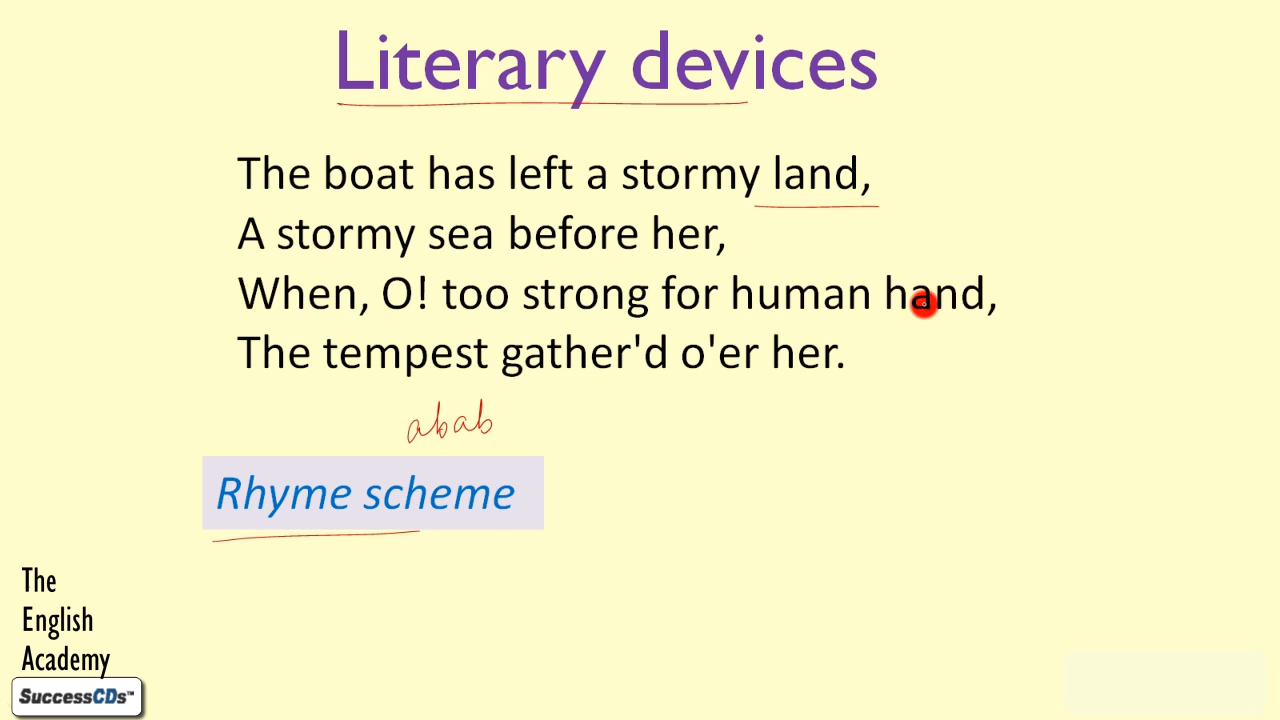 Literary devices
The boat has left a stormy land,
A stormy sea before her,
When, O! too strong for human hand,
The tempest gather'd o'er her.
abab
Rhyme scheme
The
English
Academy
SuccessCDs™